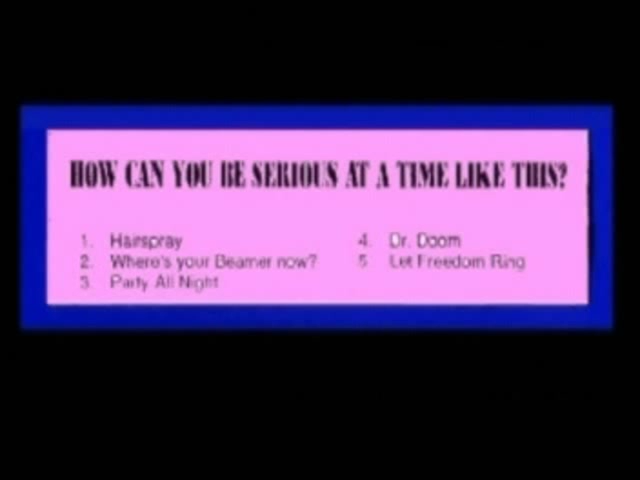 HOW CAN YOU BE SERIOUS AT A TIME LIKE THIS?
1. Hairspray
2. Where's your Beamer now?
3. Party All Night
4. Dr. Doom
5. Let Freedom Ring